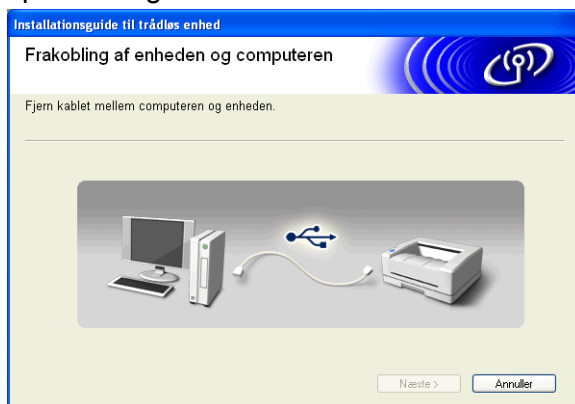 Installationsguide til trådløs enhed
Frakobling af enheden og computeren
Fjern kablet mellem computeren og enheden.
Næste >
Annuller